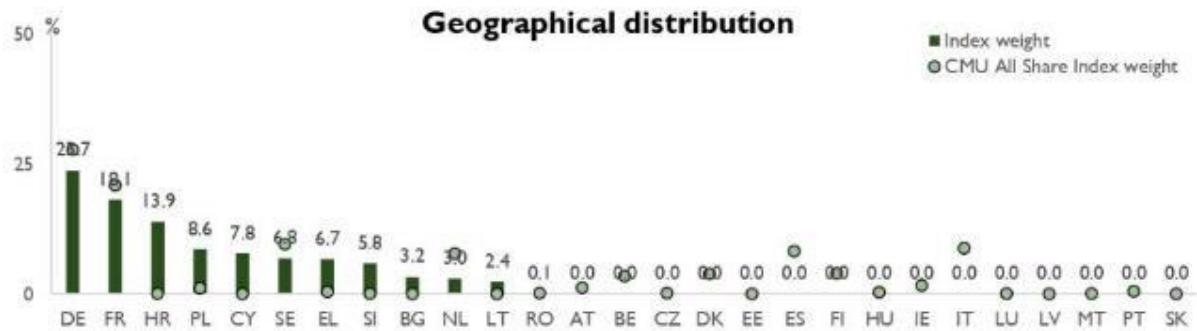 Geographical distribution
50 %
Index weight
CMU All Share Index weight
25
0
23.7 18.1 13.9 8.6 7.8 6.8 6.7 5.8 3.2 3.0 2.4 0.1 0.0 0.0 0.0 0.0 0.0 0.0 0.0 0.0 0.0 0.0 0.0 0.0 0.0 0.0 0.0
DE FR HR PL CY SE EL SI BG NL LT RO AT BE CZ DK EE ES FI HU IE IT LU LV MT PT SK